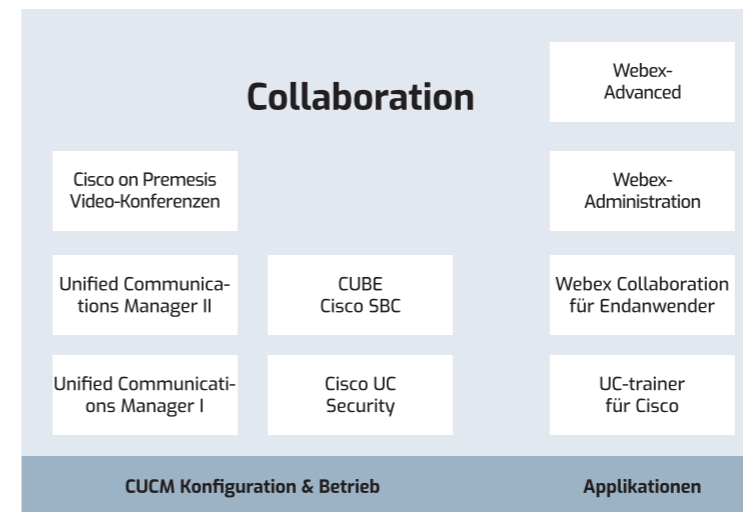 Collaboration
Webex-
Advanced
Cisco on Premesis
Video-Konferenzen
Webex-
Administration
Unified Communica-
tions Manager II
CUBE
Cisco SBC
Webex Collaboration
für Endanwender
Unified Communicati-
ons Manager I
Cisco UC
Security
UC-trainer
für Cisco
CUCM Konfiguration & Betrieb
Applikationen